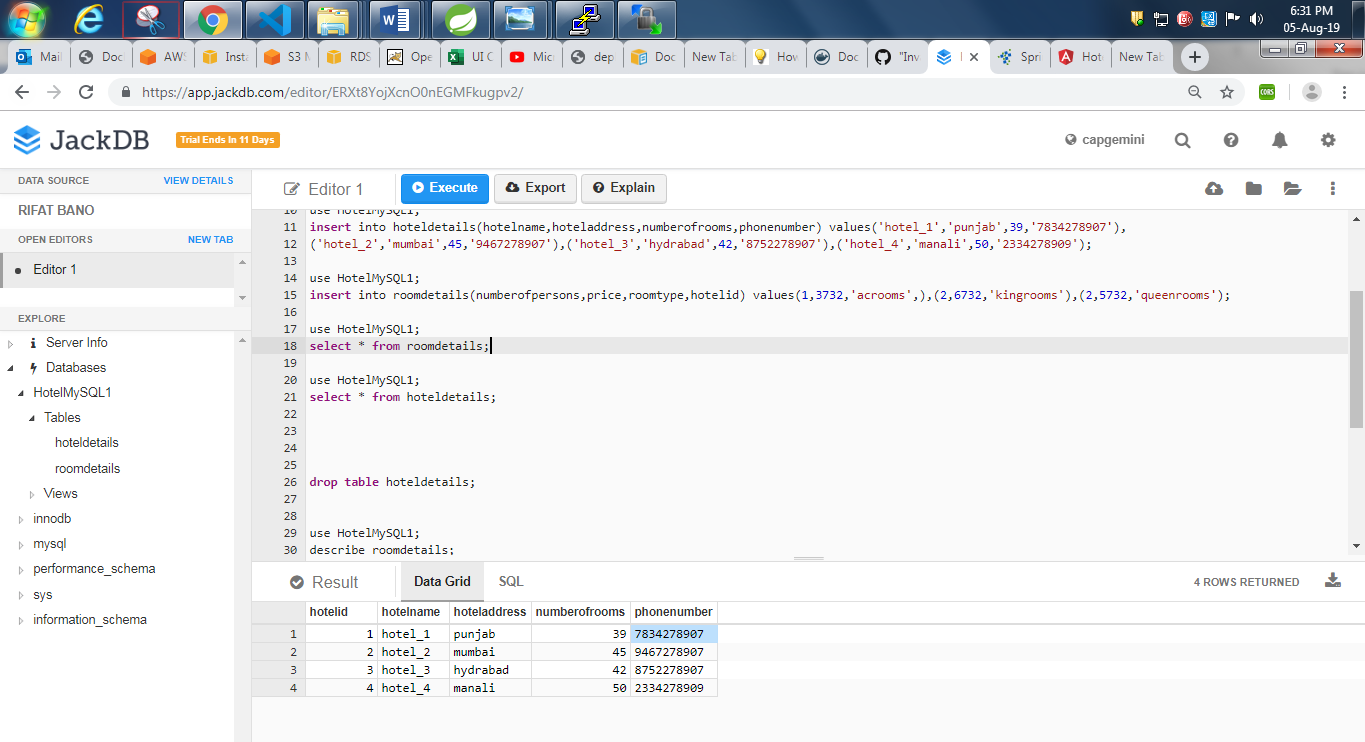 6:31 PM
05-Aug-19
Mail
Doc
AWS
Insta
S3 M
RDS
Ope
UI C
Micr
dep
Doc
New Tab
How
Doc
"Inva
Spri
Hote
New Tab
https://app.jackdb.com/editor/ERXt8YojXcnO0nEGMFkugpv2/
CORS
JackDB
Trial Ends In 11 Days
capgemini
DATA SOURCE VIEW DETAILS
RIFAT BANO
OPEN EDITORS NEW TAB
Editor 1
EXPLORE
Server Info
Databases
HotelMySQL1
Tables
hoteldetails
roomdetails
Views
innodb
mysql
performance_schema
sys
information_schema
Editor 1 Execute Export Explain
10 use HotelMySQL1;
11 insert into hoteldetails(hotelname,hoteladdress,numberofrooms,phonenumber) values('hotel_1','punjab',39,'7834278907'),
12 ('hotel_2','mumbai',45,'9467278907'),('hotel_3','hydrabad',42,'8752278907'),('hotel_4','manali',50,'2334278909');
13
14 use HotelMySQL1;
15 insert into roomdetails(numberofpersons,price,roomtype,hotelid) values(1,3732,'acrooms',),(2,6732,'kingrooms'),(2,5732,'queenrooms');
16
17 use HotelMySQL1;
18 select * from roomdetails;
19
20 use HotelMySQL1;
21 select * from hoteldetails;
22
23
24
25
26 drop table hoteldetails;
27
28
29 use HotelMySQL1;
30 describe roomdetails;
Result Data Grid SQL 4 ROWS RETURNED
hotelid hotelname hoteladdress numberofrooms phonenumber
1 1 hotel_1 punjab 39 7834278907
2 2 hotel_2 mumbai 45 9467278907
3 3 hotel_3 hydrabad 42 8752278907
4 4 hotel_4 manali 50 2334278909